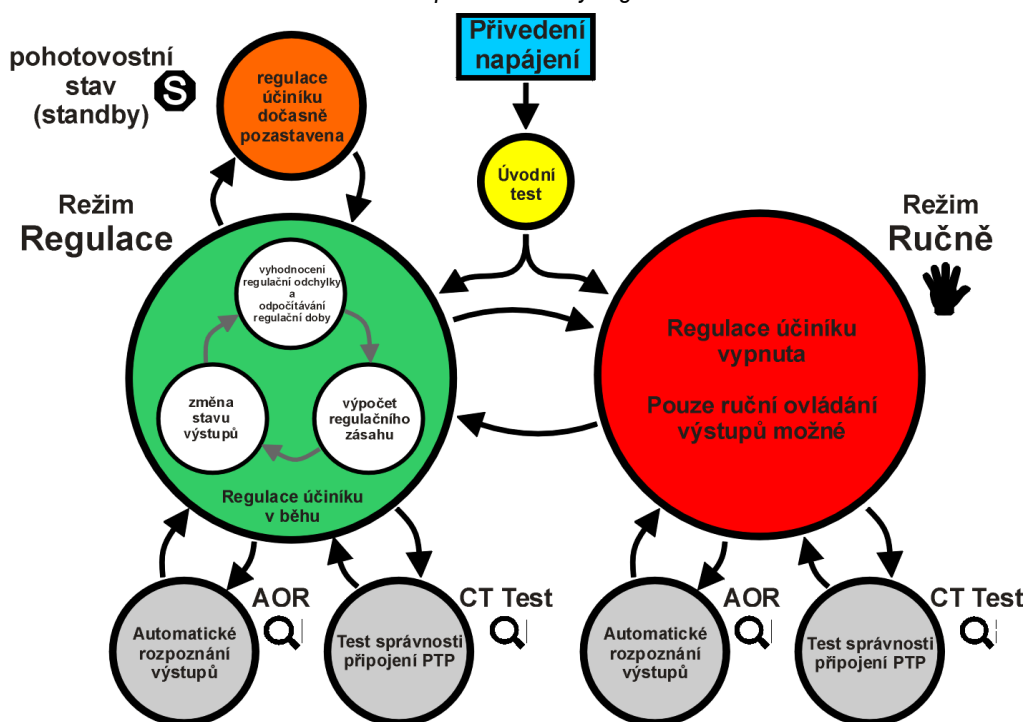 Přivedení
napájení
pohotovostní
stav
(standby)
S
regulace
účiníku
dočasně
pozastavena
Úvodní
test
Režim
Regulace
Režim
Ručně
vyhodnoceni
regulační odchylky
a
odpočítávání
regulační doby
změna
stavu
výstupů
výpočet
regulačního
zásahu
Regulace účiníku
v běhu
Regulace účiníku
vypnuta
Pouze ruční ovládání
výstupů možné
AOR
Automatické
rozpoznání
výstupů
CT Test
Test správnosti
připojení PTP
AOR
Automatické
rozpoznání
výstupů
CT Test
Test správnosti
připojení PTP